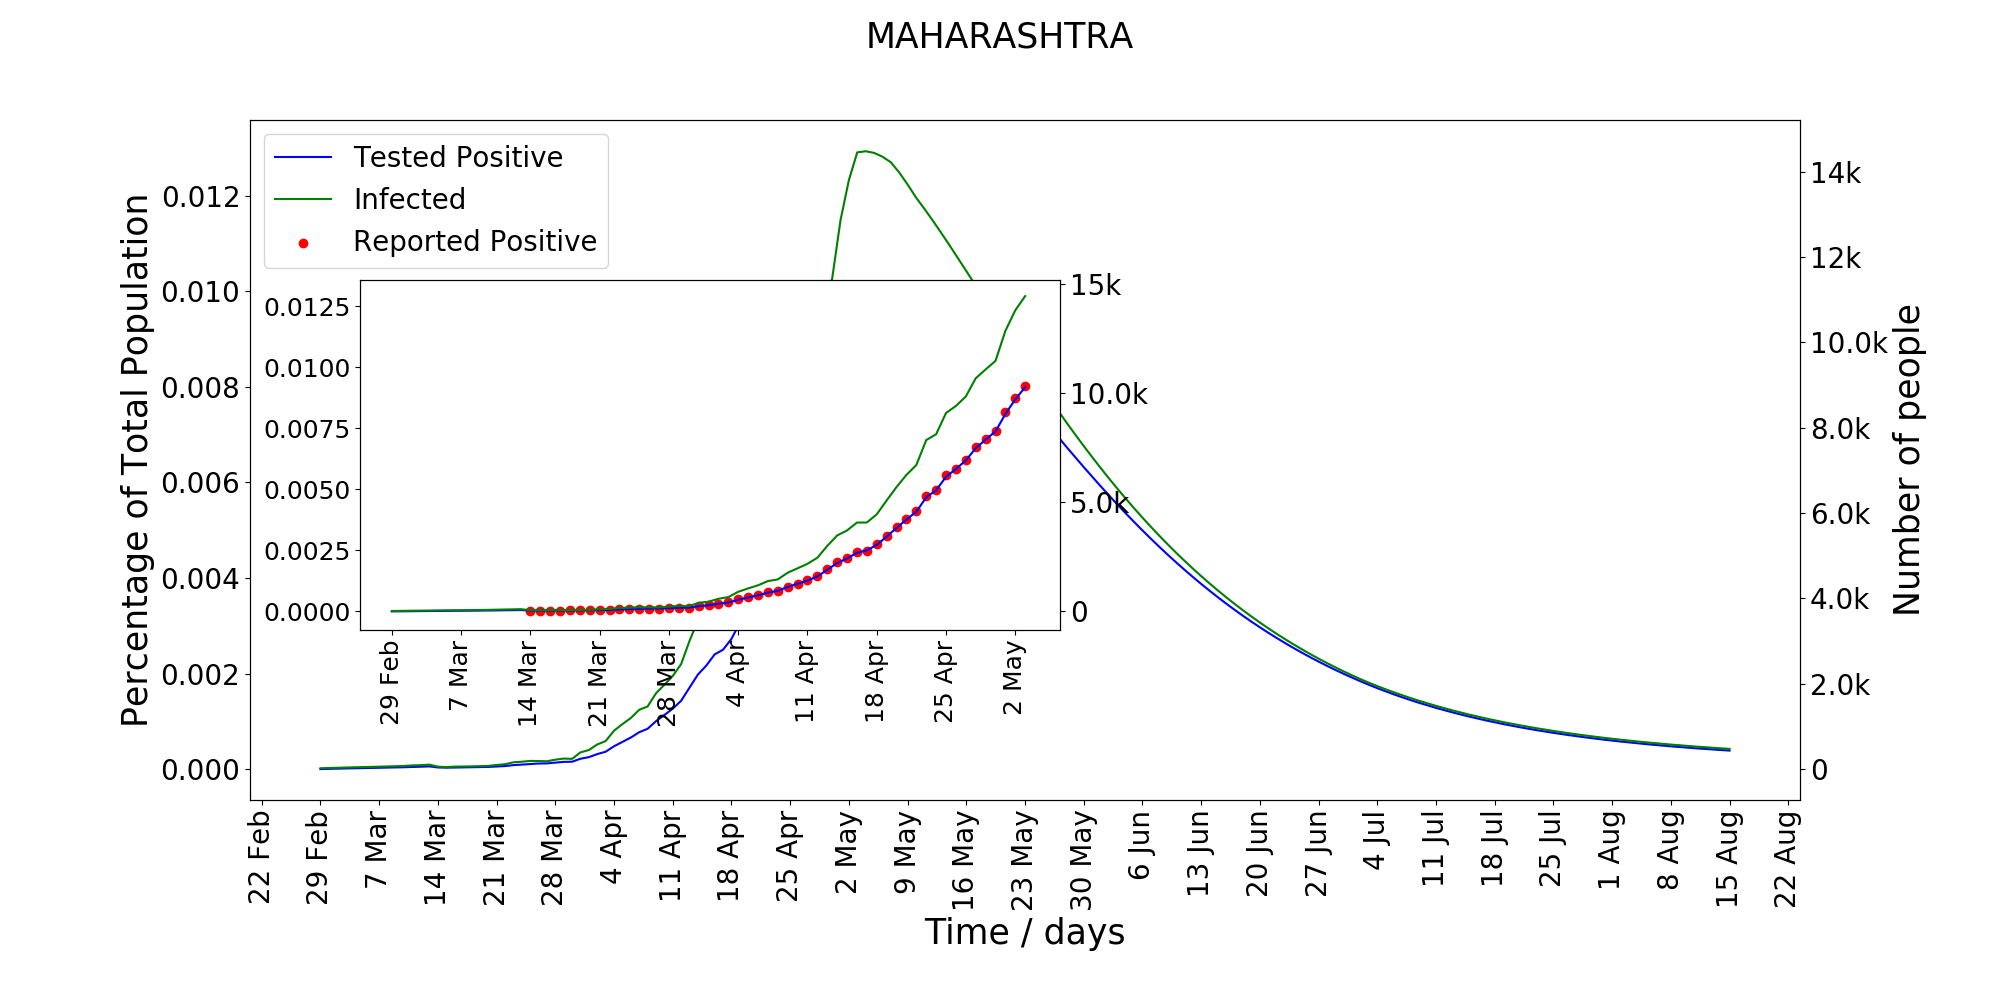 MAHARASHTRA
Tested Positive
Infected
Reported Positive
Percentage of Total Population
0.012
0.010
0.008
0.006
0.004
0.002
0.000
14k
12k
10.0k
8.0k
6.0k
4.0k
2.0k
0
Number of people
0.0125
0.0100
0.0075
0.0050
0.0025
0.0000
15k
10.0k
5.0k
0
29 Feb
7 Mar
14 Mar
21 Mar
28 Mar
4 Apr
11 Apr
18 Apr
25 Apr
2 May
22 Feb
29 Feb
7 Mar
14 Mar
21 Mar
28 Mar
4 Apr
11 Apr
18 Apr
25 Apr
2 May
9 May
16 May
23 May
30 May
6 Jun
13 Jun
20 Jun
27 Jun
4 Jul
11 Jul
18 Jul
25 Jul
1 Aug
8 Aug
15 Aug
22 Aug
Time / days